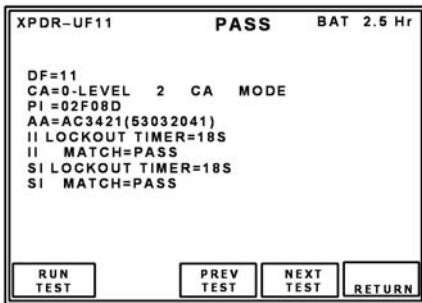 XPDR–UF11 PASS BAT 2.5 Hr
DF=11
CA=0-LEVEL 2 CA MODE
PI =02F08D
AA=AC3421(53032041)
II LOCKOUT TIMER=18S
II MATCH=PASS
SI LOCKOUT TIMER=18S
SI MATCH=PASS
RUN TEST
PREV TEST
NEXT TEST
RETURN